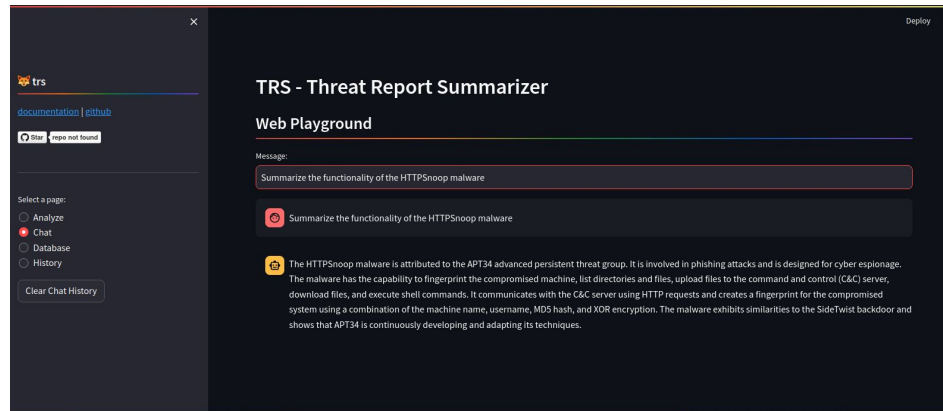 Deploy
trs
documentation | github
Star repo not found
Select a page:
Analyze
Chat
Database
History
Clear Chat History
TRS - Threat Report Summarizer
Web Playground
Message:
Summarize the functionality of the HTTPSnoop malware
Summarize the functionality of the HTTPSnoop malware
The HTTPSnoop malware is attributed to the APT34 advanced persistent threat group. It is involved in phishing attacks and is designed for cyber espionage.
The malware has the capability to fingerprint the compromised machine, list directories and files, upload files to the command and control (C&C) server,
download files, and execute shell commands. It communicates with the C&C server using HTTP requests and creates a fingerprint for the compromised
system using a combination of the machine name, username, MD5 hash, and XOR encryption. The malware exhibits similarities to the SideTwist backdoor and
shows that APT34 is continuously developing and adapting its techniques.